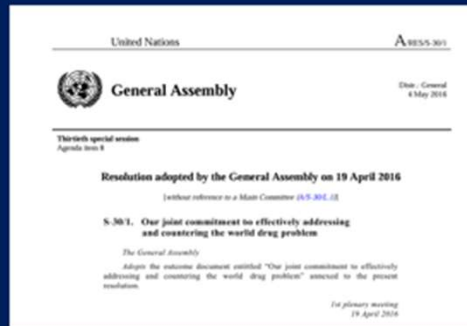 United Nations
A/RES/S-30/1
General Assembly
Distr.: General
4 May 2016
Thirtieth special session
Agenda item 8
Resolution adopted by the General Assembly on 19 April 2016
[without reference to a Main Committee (A/S-30/L.1)]
S-30/1. Our joint commitment to effectively addressing
and countering the world drug problem
The General Assembly
Adopts the outcome document entitled “Our joint commitment to effectively
addressing and countering the world drug problem” annexed to the present
resolution.
1st plenary meeting
19 April 2016